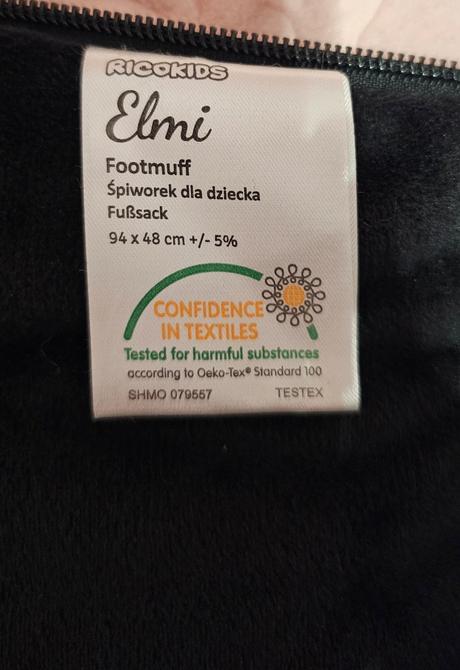 RICOKIDS
Elmi
Footmuff
Śpiworek dla dziecka
Fußsack
94 x 48 cm +/- 5%
CONFIDENCE
IN TEXTILES
Tested for harmful substances
according to Oeko-Tex® Standard 100
SHMO 079557 TESTEX